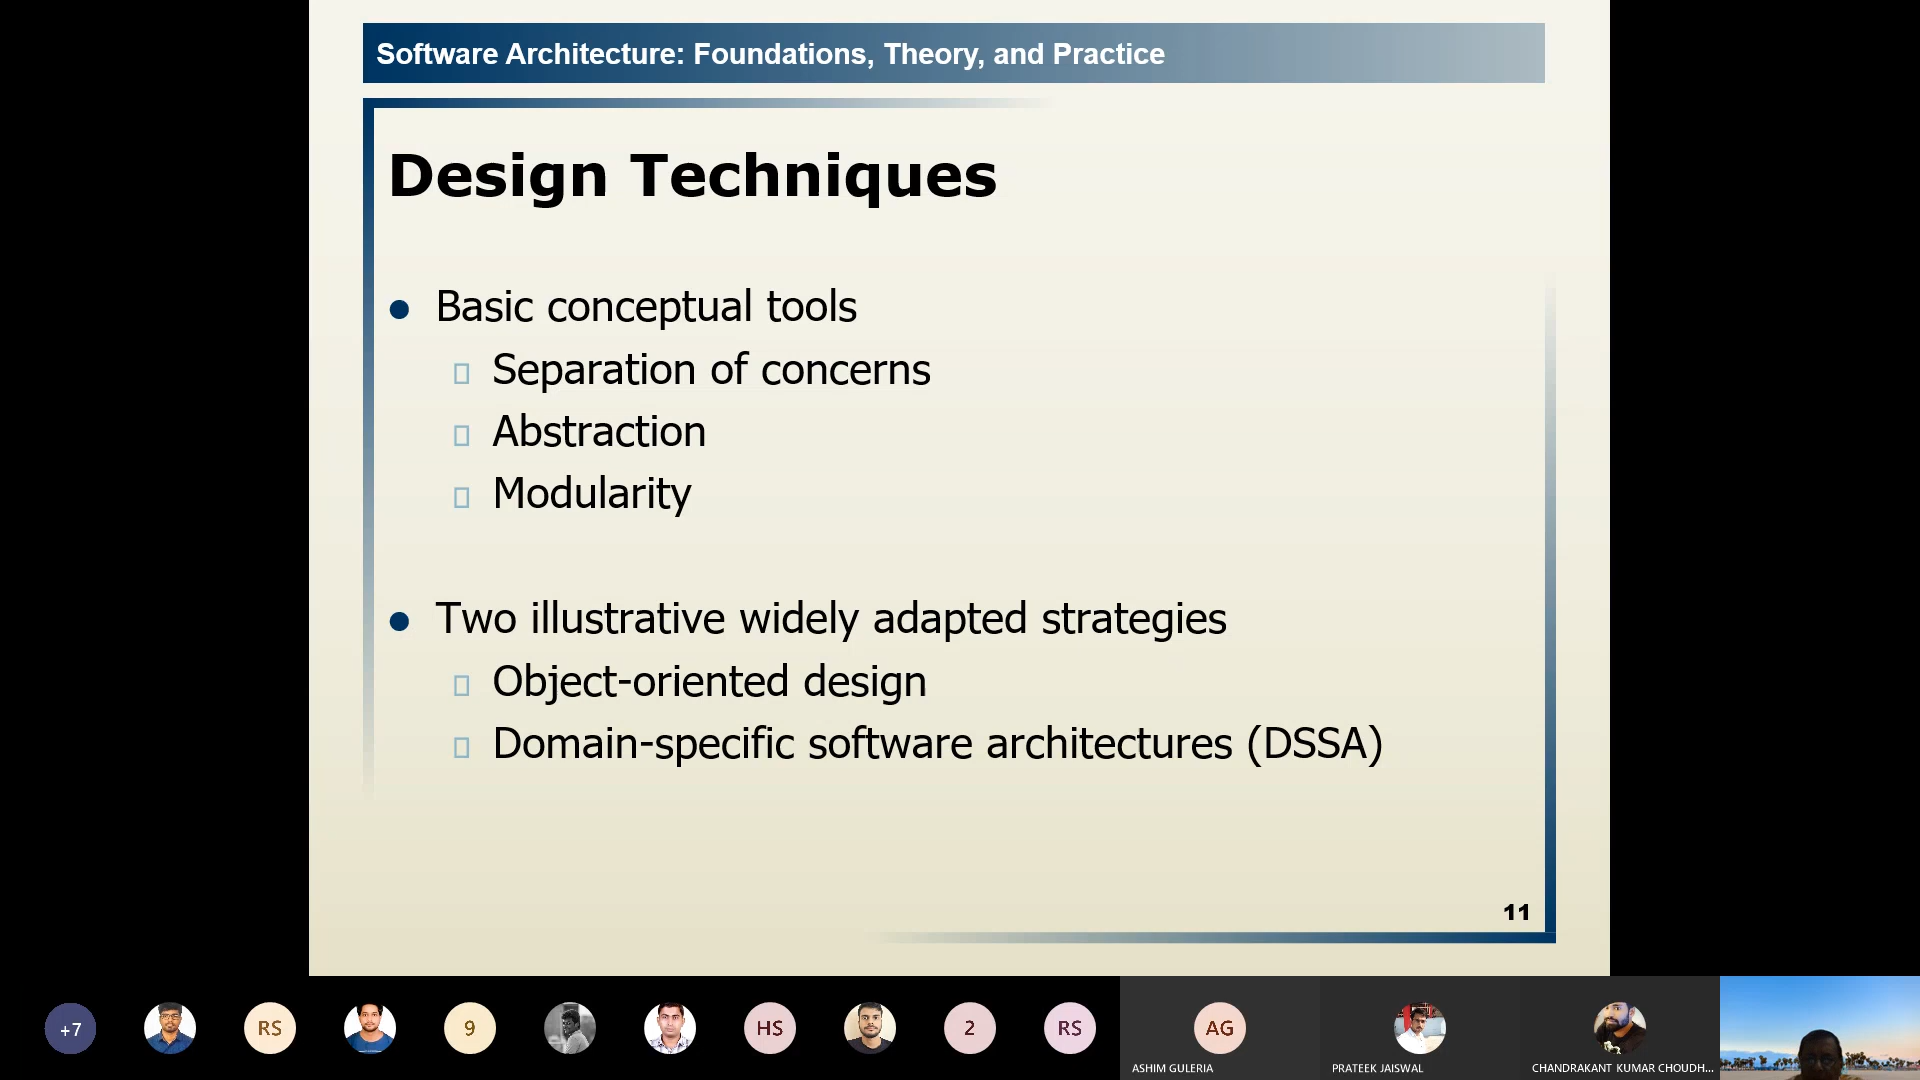 Software Architecture: Foundations, Theory, and Practice
Design Techniques
Basic conceptual tools
Separation of concerns
Abstraction
Modularity
Two illustrative widely adapted strategies
Object-oriented design
Domain-specific software architectures (DSSA)
11
+7
RS
9
HS
2
RS
AG
ASHIM GULERIA
PRATEEK JAISWAL
CHANDRAKANT KUMAR CHOUDH...